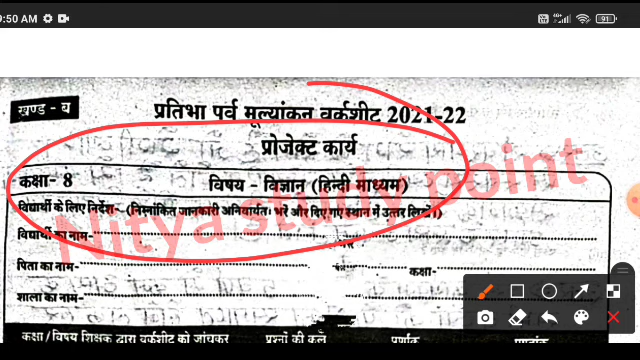 9:50 AM
91
खण्ड - ब
प्रतिभा पर्व मूल्यांकन वर्कशीट 2021-22
प्रोजेक्ट कार्य
कक्षा- 8
विषय - विज्ञान (हिन्दी माध्यम)
विद्यार्थी के लिए निर्देश- (निम्नांकित जानकारी अनिवार्यतः भरें और दिए गए स्थान में उत्तर लिखें।)
विद्यार्थी का नाम-
पिता का नाम- कक्षा-
शाला का नाम-
कक्षा/विषय शिक्षक द्वारा वर्कशीट को जांचकर प्रश्नों की कुल पूर्णांक
Nitya study point